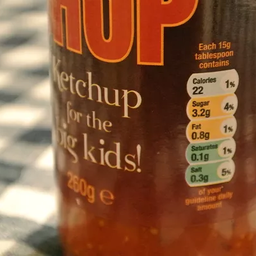 HUP
Ketchup
for the
big kids!
260g e
Each 15g
tablespoon
contains
Calories
22 1%
Sugar
3.2g 4%
Fat
0.8g 1%
Saturates
0.1g 1%
Salt
0.3g 5%
of your
guideline daily
amount